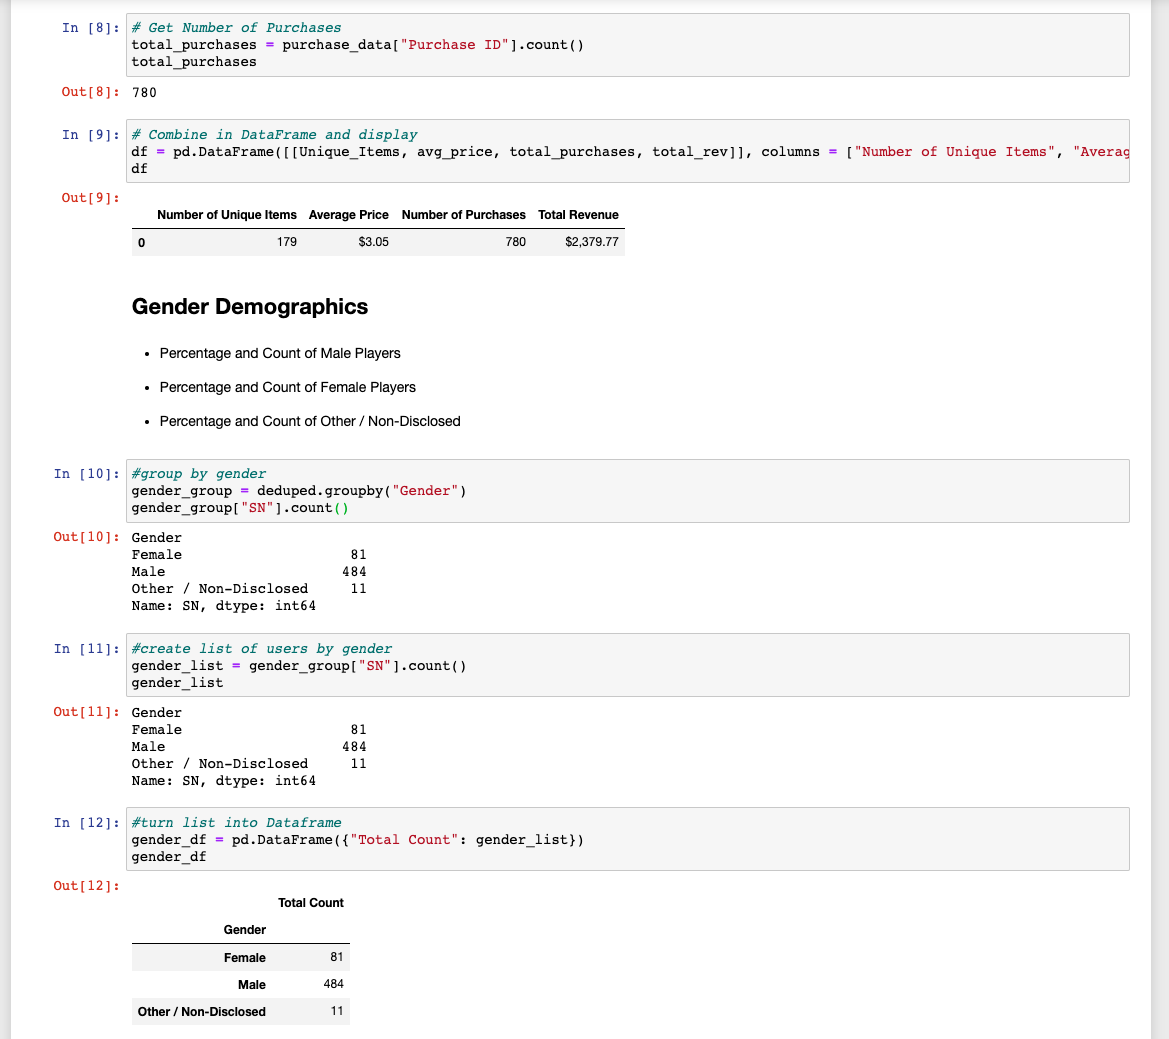 In [8]: # Get Number of Purchases
total_purchases = purchase_data["Purchase ID"].count()
total_purchases
Out[8]: 780
In [9]: # Combine in DataFrame and display
df = pd.DataFrame([[Unique_Items, avg_price, total_purchases, total_rev]], columns = ["Number of Unique Items", "Averag
df
Out[9]:
Number of Unique Items Average Price Number of Purchases Total Revenue
0 179 $3.05 780 $2,379.77
Gender Demographics
• Percentage and Count of Male Players
• Percentage and Count of Female Players
• Percentage and Count of Other / Non-Disclosed
In [10]: #group by gender
gender_group = deduped.groupby("Gender")
gender_group["SN"].count()
Out[10]: Gender
Female 81
Male 484
Other / Non-Disclosed 11
Name: SN, dtype: int64
In [11]: #create list of users by gender
gender_list = gender_group["SN"].count()
gender_list
Out[11]: Gender
Female 81
Male 484
Other / Non-Disclosed 11
Name: SN, dtype: int64
In [12]: #turn list into Dataframe
gender_df = pd.DataFrame({"Total Count": gender_list})
gender_df
Out[12]:
Total Count
Gender
Female 81
Male 484
Other / Non-Disclosed 11